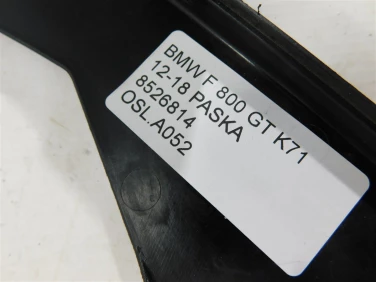 BMW F 800 GT K71
12-18 PASKA
8526814
OSL.A052